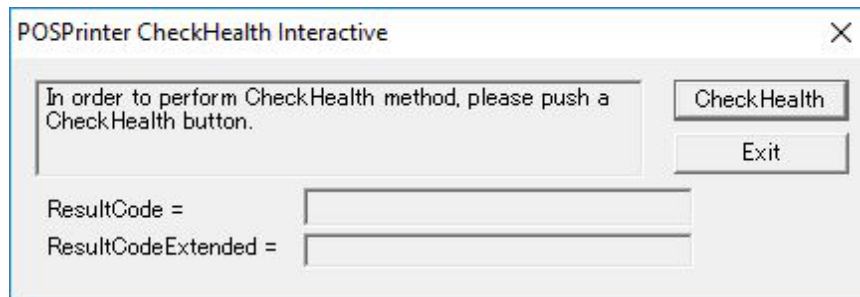 POSPrinter CheckHealth Interactive
In order to perform CheckHealth method, please push a
CheckHealth button.
CheckHealth
Exit
ResultCode =
ResultCodeExtended =